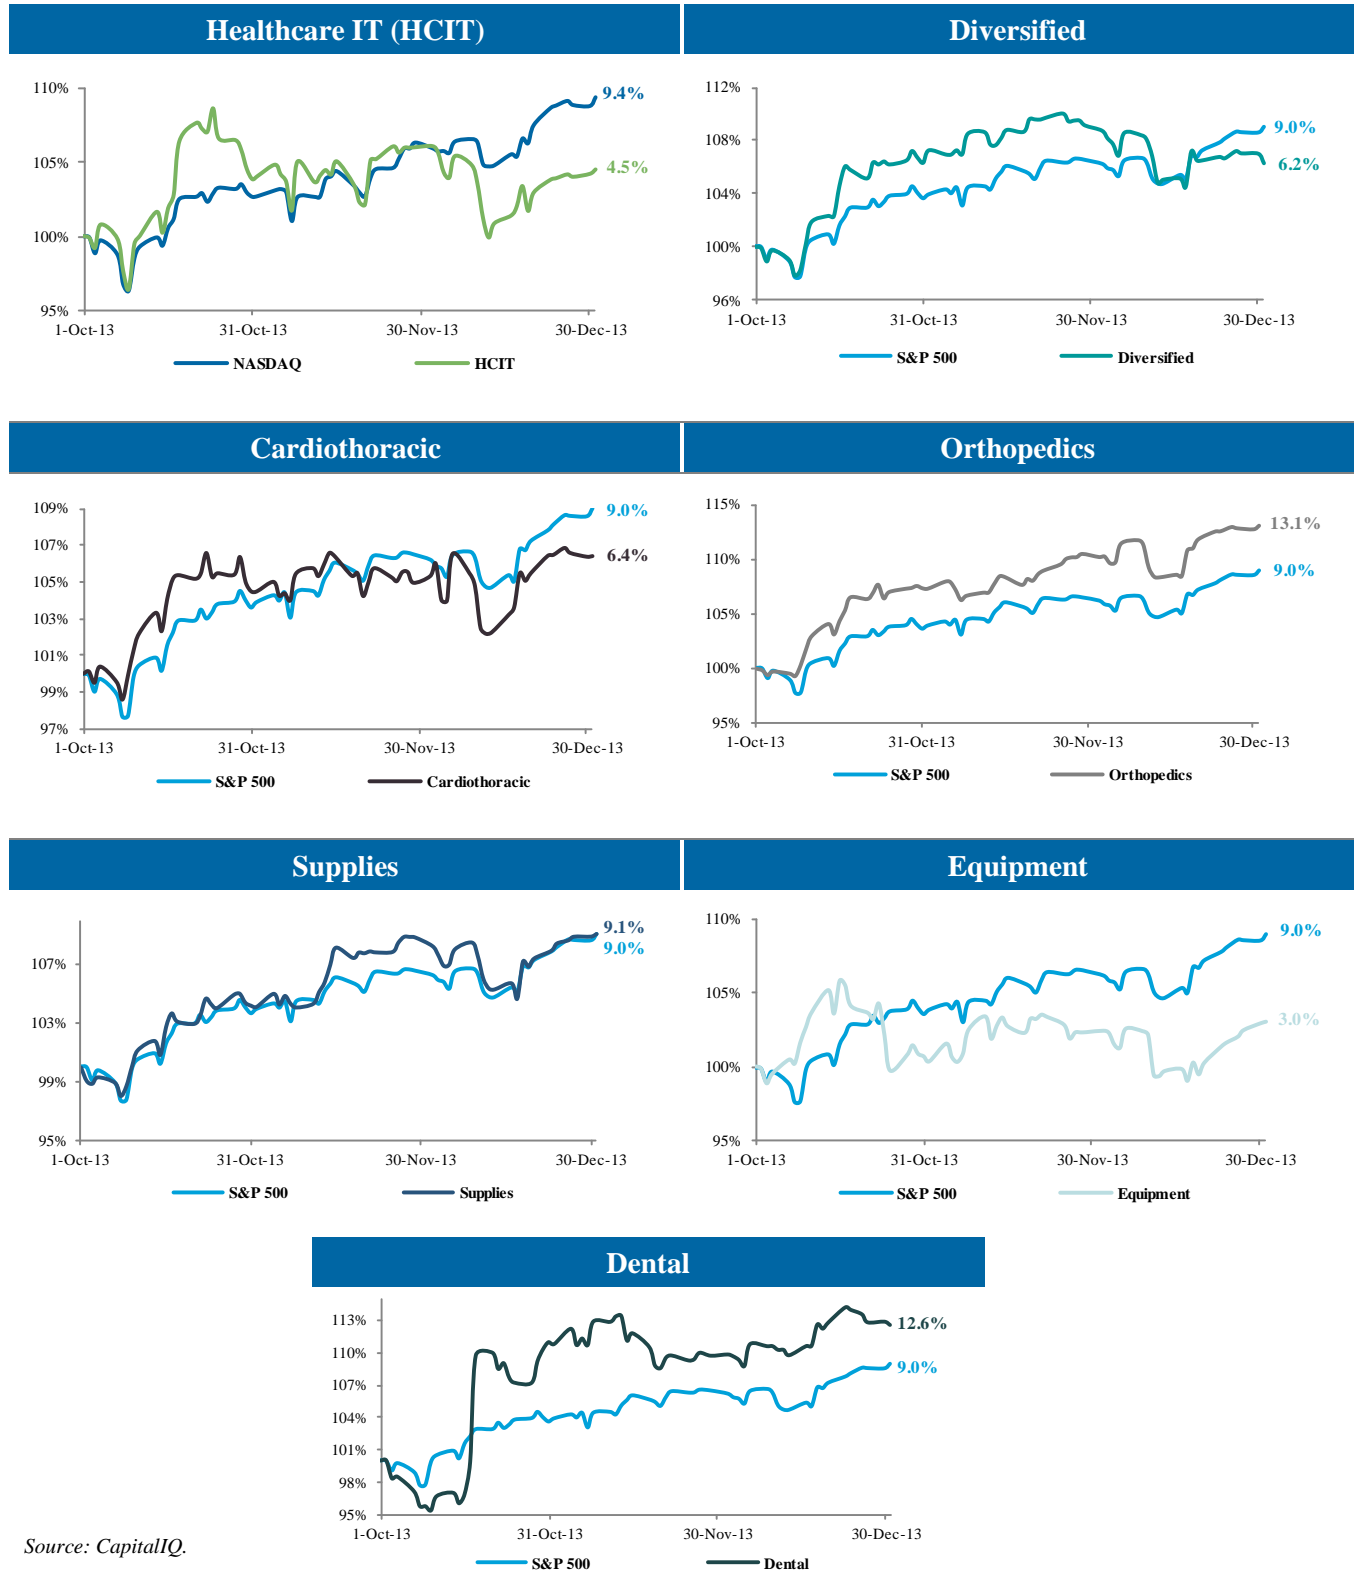 Healthcare IT (HCIT)
110%
105%
100%
95%
9.4%
4.5%
1-Oct-13 31-Oct-13 30-Nov-13 30-Dec-13
NASDAQ HCIT
Diversified
112%
108%
104%
100%
96%
9.0%
6.2%
1-Oct-13 31-Oct-13 30-Nov-13 30-Dec-13
S&P 500 Diversified
Cardiothoracic
109%
107%
105%
103%
101%
99%
97%
9.0%
6.4%
1-Oct-13 31-Oct-13 30-Nov-13 30-Dec-13
S&P 500 Cardiothoracic
Orthopedics
115%
110%
105%
100%
95%
13.1%
9.0%
1-Oct-13 31-Oct-13 30-Nov-13 30-Dec-13
S&P 500 Orthopedics
Supplies
107%
103%
99%
95%
9.1%
9.0%
1-Oct-13 31-Oct-13 30-Nov-13 30-Dec-13
S&P 500 Supplies
Equipment
110%
105%
100%
95%
9.0%
3.0%
1-Oct-13 31-Oct-13 30-Nov-13 30-Dec-13
S&P 500 Equipment
Dental
113%
110%
107%
104%
101%
98%
95%
12.6%
9.0%
1-Oct-13 31-Oct-13 30-Nov-13 30-Dec-13
S&P 500 Dental
Source: CapitalIQ.